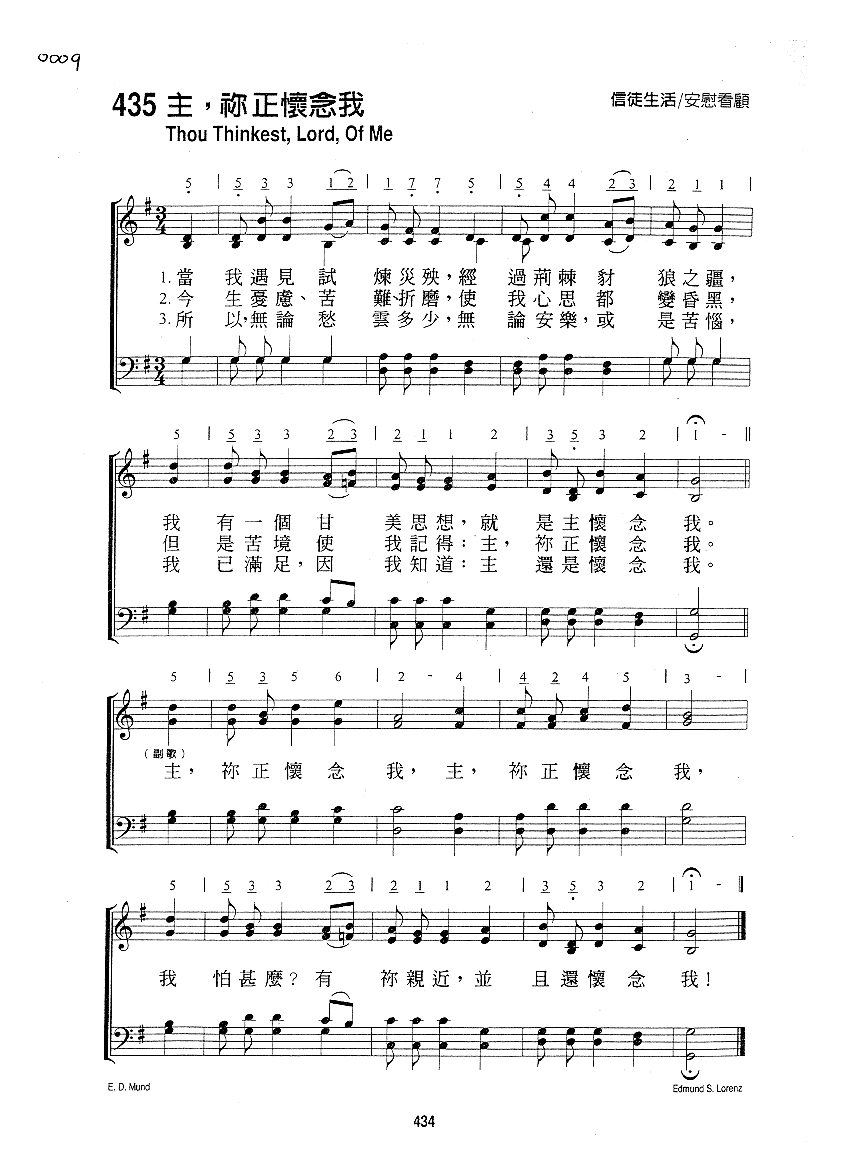 0009
435 主，祢正懷念我
信徒生活/安慰看顧
Thou Thinkest, Lord, Of Me
5 | 5 3 3 1 2 | 1 7 7 5 | 5 4 4 2 3 | 2 1 1 |
3 4
1. 當 我遇見試 煉災殃，經 過荊棘豺 狼之疆，
2. 今 生憂慮、苦 難、折磨，使 我心思都 變昏黑，
3. 所 以，無論愁 雲多少，無 論安樂，或 是苦惱，
3 4
5 | 5 3 3 2 3 | 2 1 1 2 | 3 5 3 2 | 1 - ||
我 有一個甘 美思想，就 是主懷念 我。
但 是苦境使 我記得：主， 祢正懷念 我。
我 已滿足，因 我知道：主 還是懷念 我。
5 | 5 3 5 6 | 2 - 4 | 4 2 4 5 | 3 - |
（副歌）
主， 祢正懷念 我， 主， 祢正懷念 我，
5 | 5 3 3 2 3 | 2 1 1 2 | 3 5 3 2 | 1 - ||
我 怕甚麼？有 祢親近，並 且還懷念 我！
E. D. Mund
Edmund S. Lorenz
434